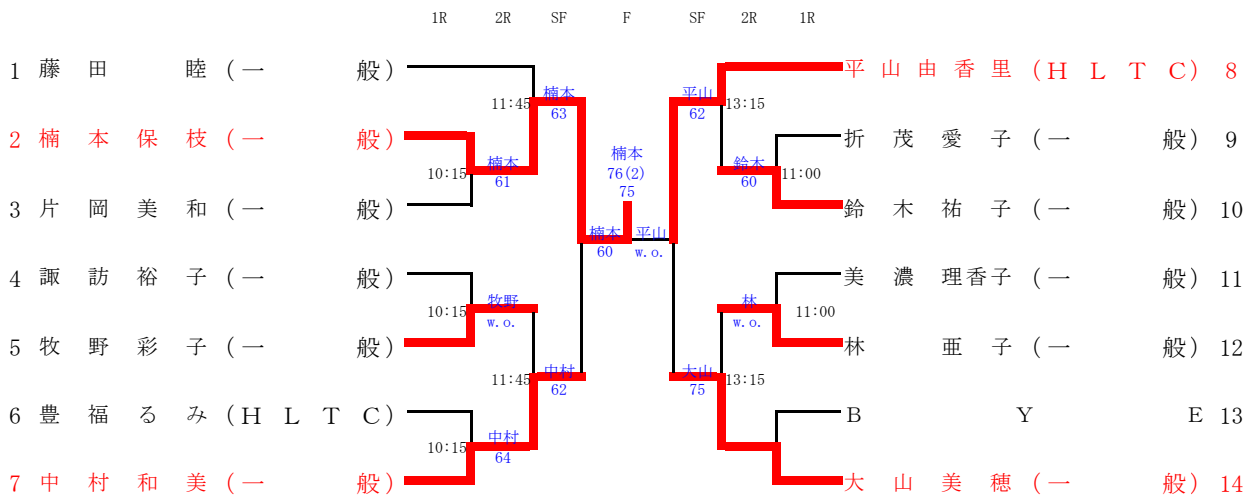 1R 2R SF F SF 2R 1R
1 藤田 睦(一 般)
平山由香里(HLTC) 8
11:45 楠本 平山 13:15
63 62
2 楠本保枝(一 般)
折茂愛子(一 般) 9
楠本
76(2)
75
10:15 楠本 鈴木 11:00
61 60
3 片岡美和(一 般)
鈴木祐子(一 般) 10
楠本 平山
60 w.o.
4 諏訪裕子(一 般)
美濃理香子(一 般) 11
10:15 牧野 林 11:00
w.o. w.o.
5 牧野彩子(一 般)
林 亜子(一 般) 12
11:45 中村 大山 13:15
62 75
6 豊福るみ(HLTC)
BYE 13
10:15 中村
64
7 中村和美(一 般)
大山美穂(一 般) 14